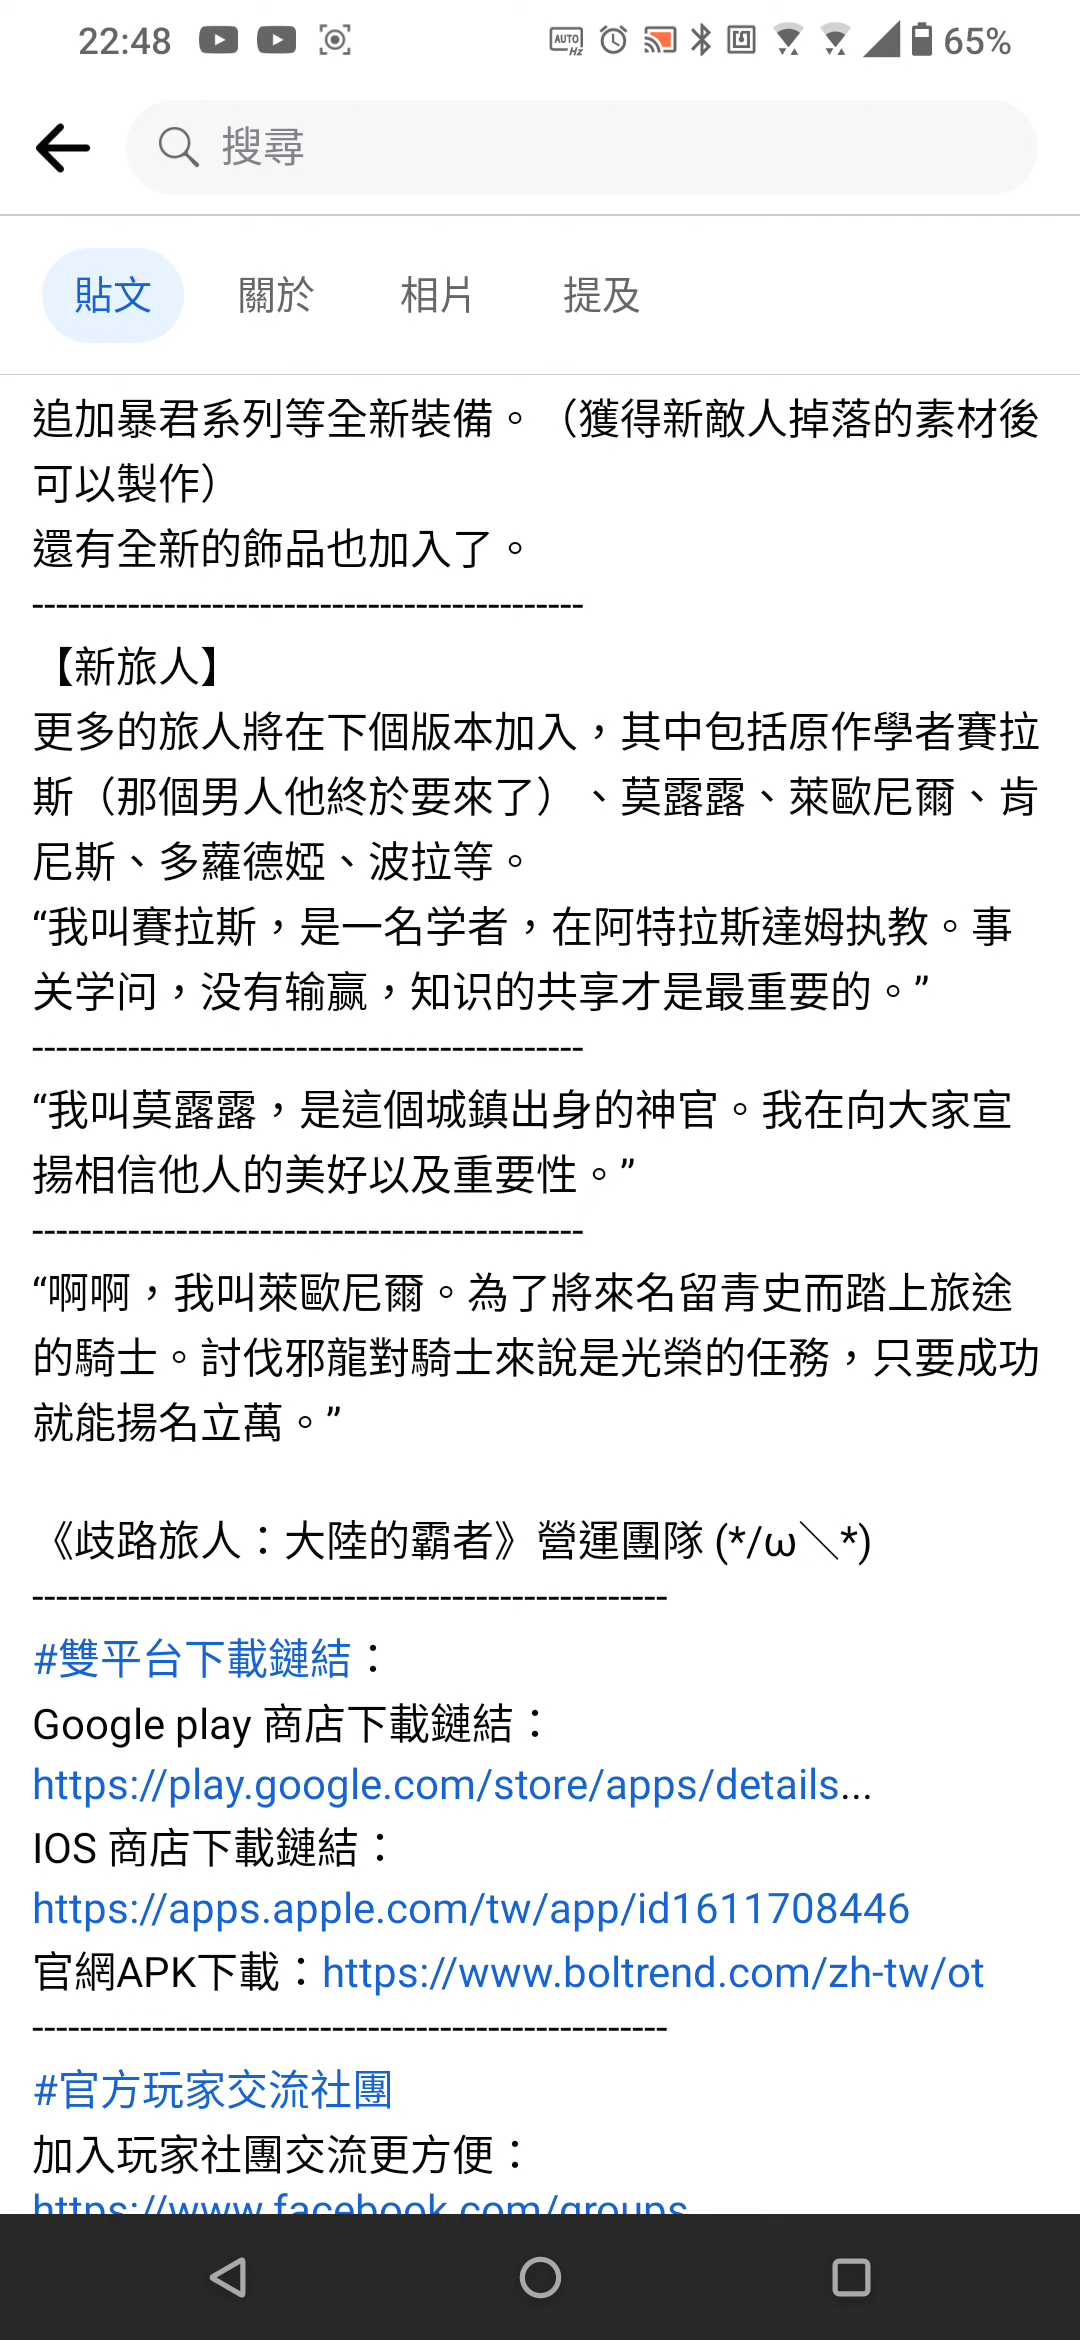 22:48
AUTO Hz
65%
搜尋
貼文 關於 相片 提及
追加暴君系列等全新裝備。（獲得新敵人掉落的素材後
可以製作）
還有全新的飾品也加入了。
----------------------------------------------
【新旅人】
更多的旅人將在下個版本加入，其中包括原作學者賽拉
斯（那個男人他終於要來了）、莫露露、萊歐尼爾、肯
尼斯、多蘿德婭、波拉等。
“我叫賽拉斯，是一名学者，在阿特拉斯達姆执教。事
关学问，没有输赢，知识的共享才是最重要的。”
----------------------------------------------
“我叫莫露露，是這個城鎮出身的神官。我在向大家宣
揚相信他人的美好以及重要性。”
----------------------------------------------
“啊啊，我叫萊歐尼爾。為了將來名留青史而踏上旅途
的騎士。討伐邪龍對騎士來說是光榮的任務，只要成功
就能揚名立萬。”
《歧路旅人：大陸的霸者》營運團隊 (*/ω＼*)
-----------------------------------------------------
#雙平台下載鏈結：
Google play 商店下載鏈結：
https://play.google.com/store/apps/details...
IOS 商店下載鏈結：
https://apps.apple.com/tw/app/id1611708446
官網APK下載：https://www.boltrend.com/zh-tw/ot
-----------------------------------------------------
#官方玩家交流社團
加入玩家社團交流更方便：
https://www.facebook.com/groups